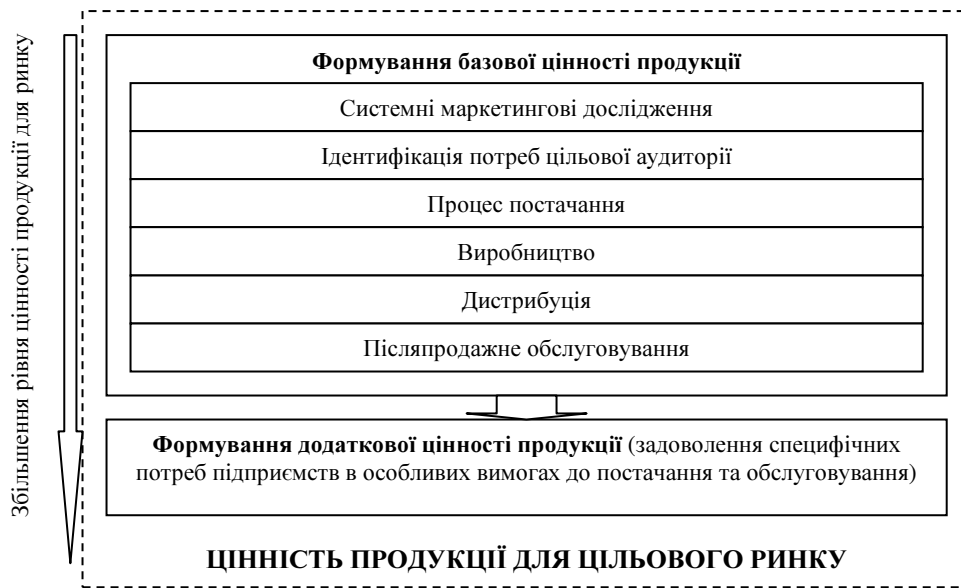 Збільшення рівня цінності продукції для ринку
Формування базової цінності продукції
Системні маркетингові дослідження
Ідентифікація потреб цільової аудиторії
Процес постачання
Виробництво
Дистрибуція
Післяпродажне обслуговування
Формування додаткової цінності продукції (задоволення специфічних
потреб підприємств в особливих вимогах до постачання та обслуговування)
ЦІННІСТЬ ПРОДУКЦІЇ ДЛЯ ЦІЛЬОВОГО РИНКУ